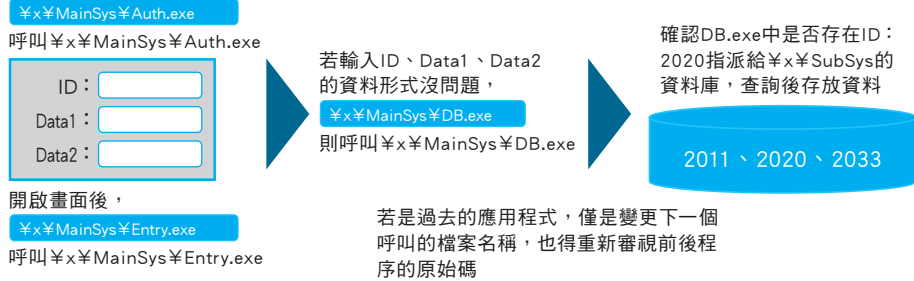 ¥x¥MainSys¥Auth.exe
呼叫¥x¥MainSys¥Auth.exe
ID：
Data1：
Data2：
開啟畫面後，
¥x¥MainSys¥Entry.exe
呼叫¥x¥MainSys¥Entry.exe
若輸入ID、Data1、Data2
的資料形式沒問題，
¥x¥MainSys¥DB.exe
則呼叫¥x¥MainSys¥DB.exe
確認DB.exe中是否存在ID：
2020指派給¥x¥SubSys的
資料庫，查詢後存放資料
2011、2020、2033
若是過去的應用程式，僅是變更下一個
呼叫的檔案名稱，也得重新審視前後程
序的原始碼